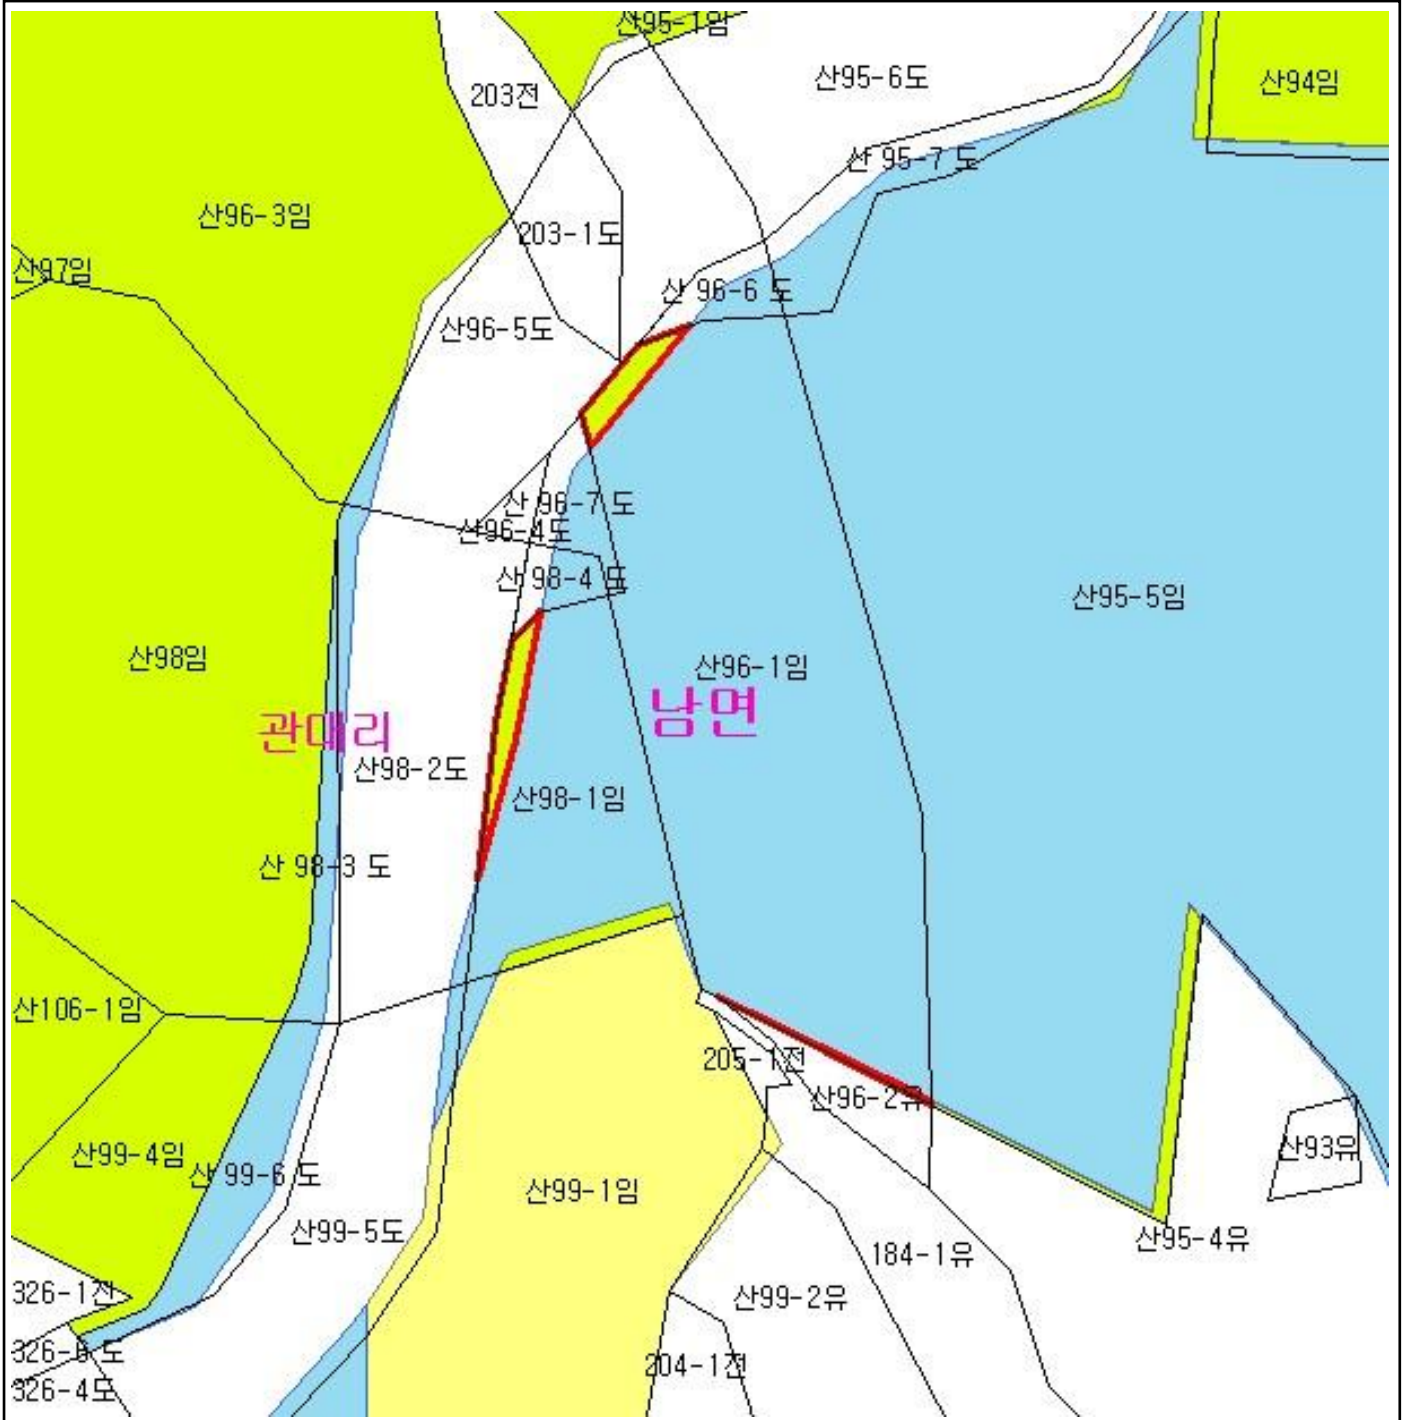 산95-1임
산95-6도
산94임
203전
산 95-7 도
산96-3임
203-1도
산97임
산 96-6 도
산96-5도
산 96-7 도
산96-4도
산 98-4 도
산95-5임
산98임
산96-1임
남면
관대리
산98-2도
산98-1임
산 98-3 도
산106-1임
205-1전
산96-2유
산93유
산99-4임
산 99-6 도
산99-1임
산99-5도
산95-4유
184-1유
326-1전
산99-2유
326-6 도
204-1전
326-4도